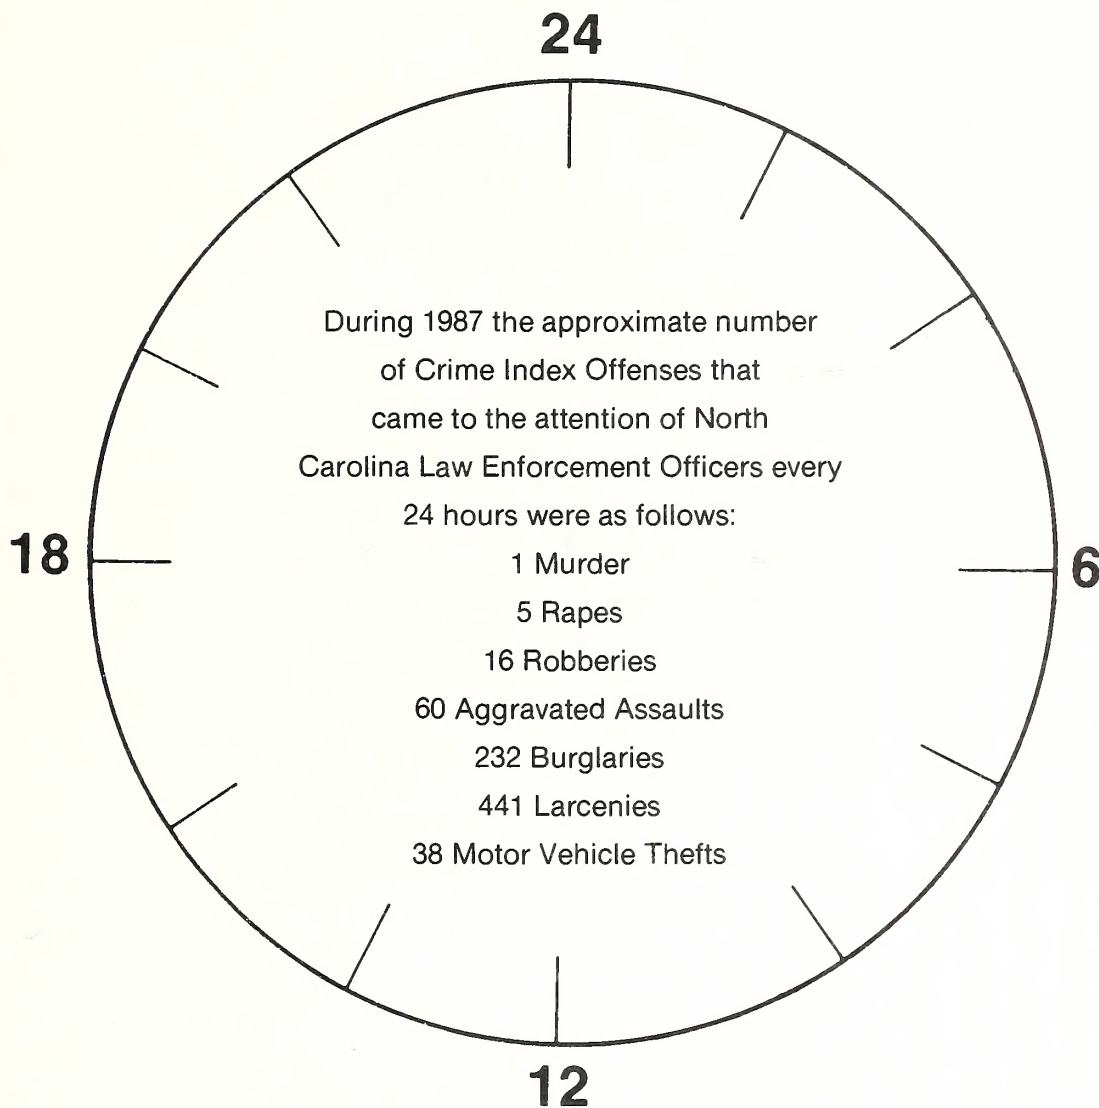 24
During 1987 the approximate number
of Crime Index Offenses that
came to the attention of North
Carolina Law Enforcement Officers every
24 hours were as follows:
1 Murder
5 Rapes
16 Robberies
18
6
60 Aggravated Assaults
232 Burglaries
441 Larcenies
38 Motor Vehicle Thefts
12